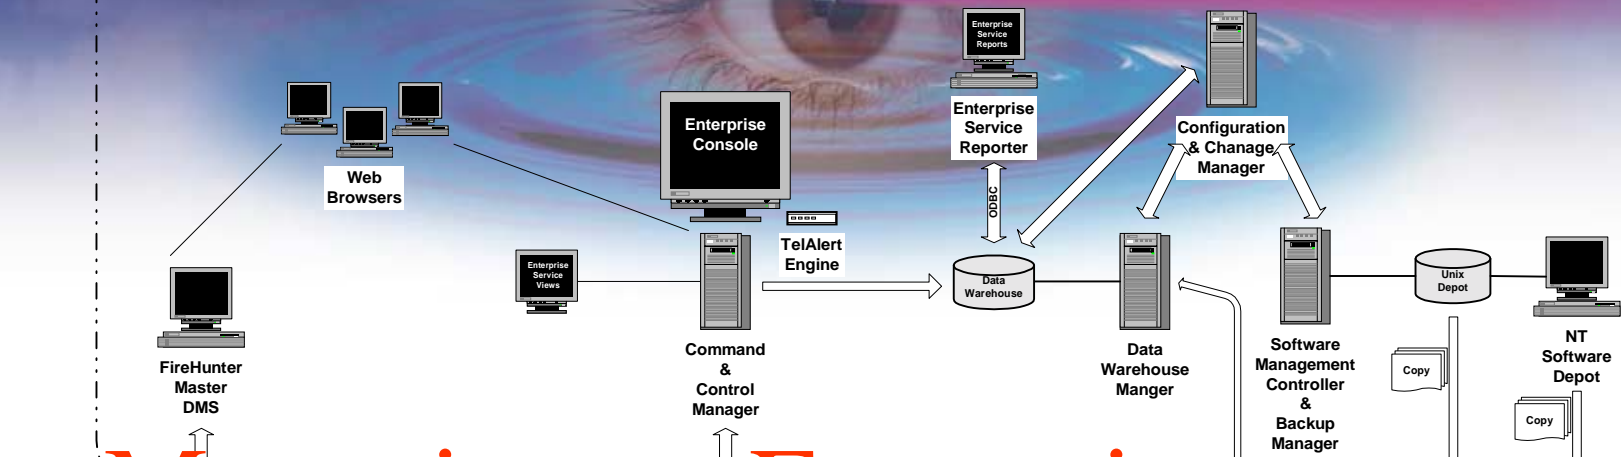 Enterprise
Service
Reports
Enterprise
Service
Reporter
Configuration
& Chanage
Manager
Enterprise
Console
Web
Browsers
ODBC
TelAlert
Engine
Enterprise
Service
Views
Data
Warehouse
Unix
Depot
FireHunter
Master
DMS
Command
&
Control
Manager
Data
Warehouse
Manger
Software
Management
Controller
&
Backup
Manager
NT
Software
Depot
Copy
Copy